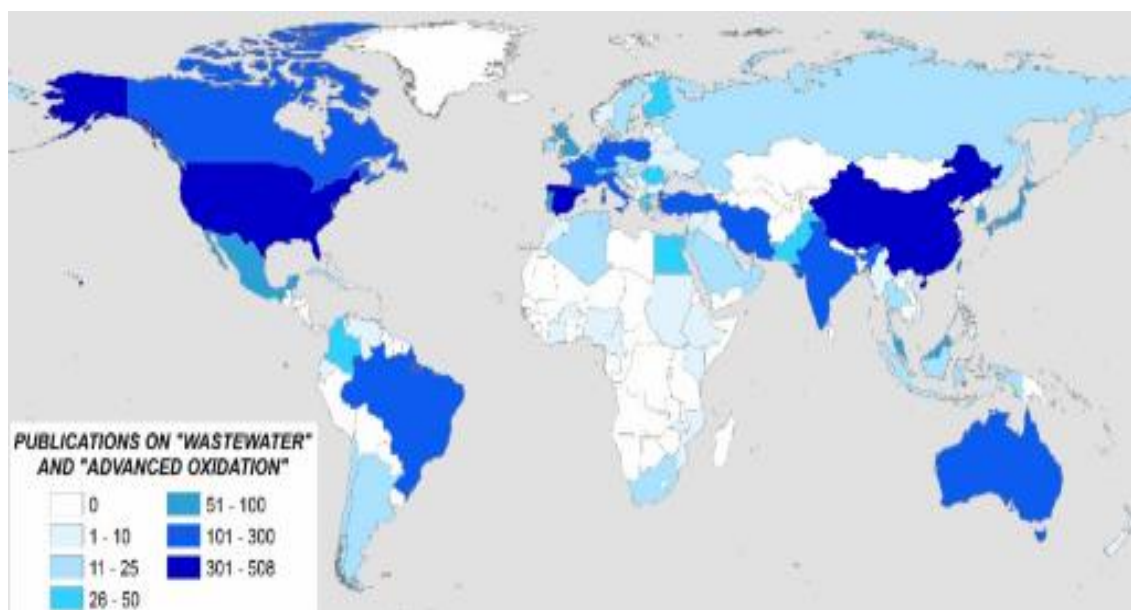 PUBLICATIONS ON "WASTEWATER"
AND "ADVANCED OXIDATION"
0
1 - 10
11 - 25
26 - 50
51 - 100
101 - 300
301 - 508